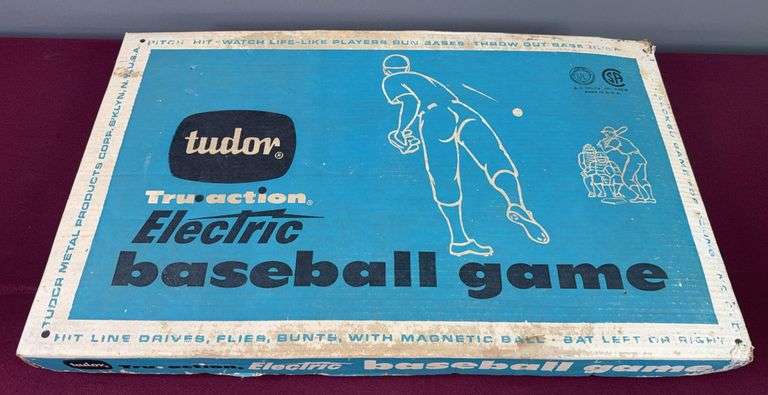 PITCH HIT - WATCH LIFE-LIKE PLAYERS RUN BASES - THROW OUT BASE
TUDOR METAL PRODUCTS CORP. B'KLYN, N.Y. U.S.A.
UL
SA
tudor®
Tru•action®
Electric
baseball game
HIT LINE DRIVES, FLIES, BUNTS, WITH MAGNETIC BALL - BAT LEFT OR RIGHT
tudor Tru•action® Electric baseball game